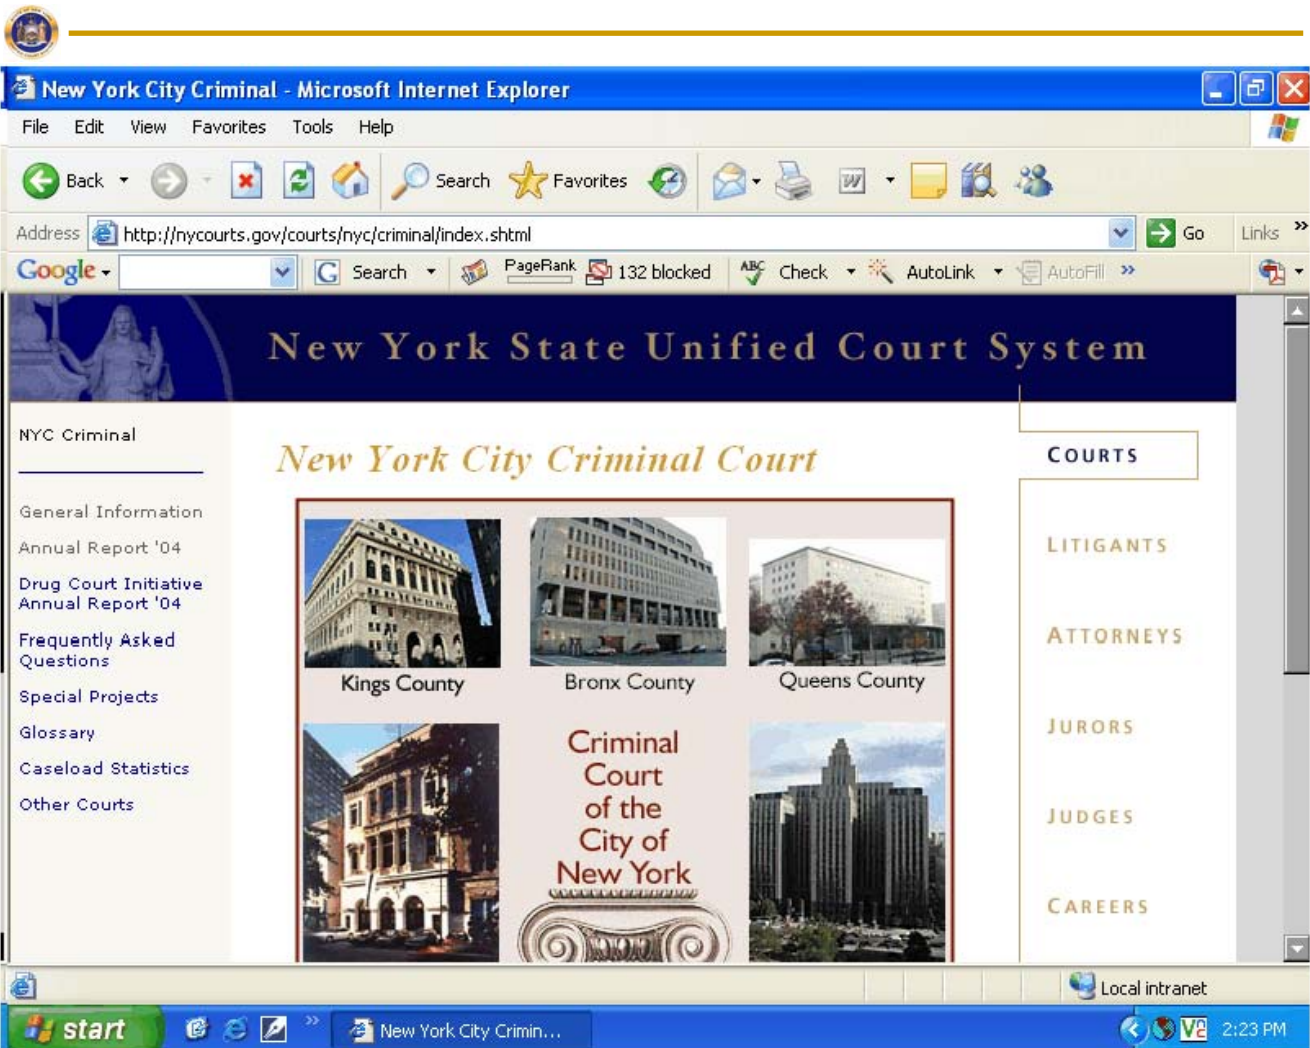 New York City Criminal - Microsoft Internet Explorer
File Edit View Favorites Tools Help
Back Search Favorites
Address http://nycourts.gov/courts/nyc/criminal/index.shtml Go Links »
Google Search PageRank 132 blocked ABC Check AutoLink AutoFill »
New York State Unified Court System
NYC Criminal
General Information
Annual Report '04
Drug Court Initiative
Annual Report '04
Frequently Asked
Questions
Special Projects
Glossary
Caseload Statistics
Other Courts
New York City Criminal Court
Kings County
Bronx County
Queens County
Criminal
Court
of the
City of
New York
COURTS
LITIGANTS
ATTORNEYS
JURORS
JUDGES
CAREERS
Local intranet
start » New York City Crimin... 2:23 PM